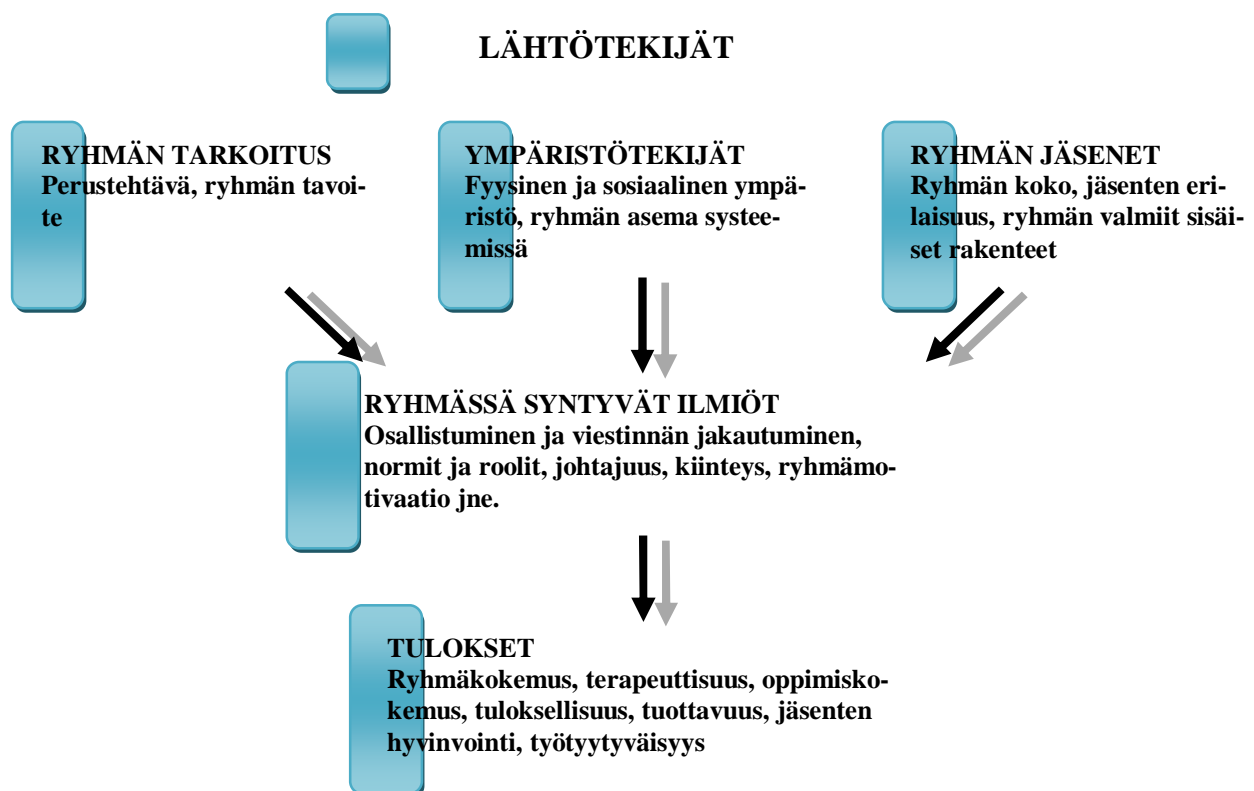 LÄHTÖTEKIJÄT
RYHMÄN TARKOITUS
Perustehtävä, ryhmän tavoi-
te
YMPÄRISTÖTEKIJÄT
Fyysinen ja sosiaalinen ympä-
ristö, ryhmän asema systee-
missä
RYHMÄN JÄSENET
Ryhmän koko, jäsenten eri-
laisuus, ryhmän valmiit sisäi-
set rakenteet
RYHMÄSSÄ SYNTYVÄT ILMIÖT
Osallistuminen ja viestinnän jakautuminen,
normit ja roolit, johtajuus, kiinteys, ryhmämo-
tivaatio jne.
TULOKSET
Ryhmäkokemus, terapeuttisuus, oppimisko-
kemus, tuloksellisuus, tuottavuus, jäsenten
hyvinvointi, työtyytyväisyys